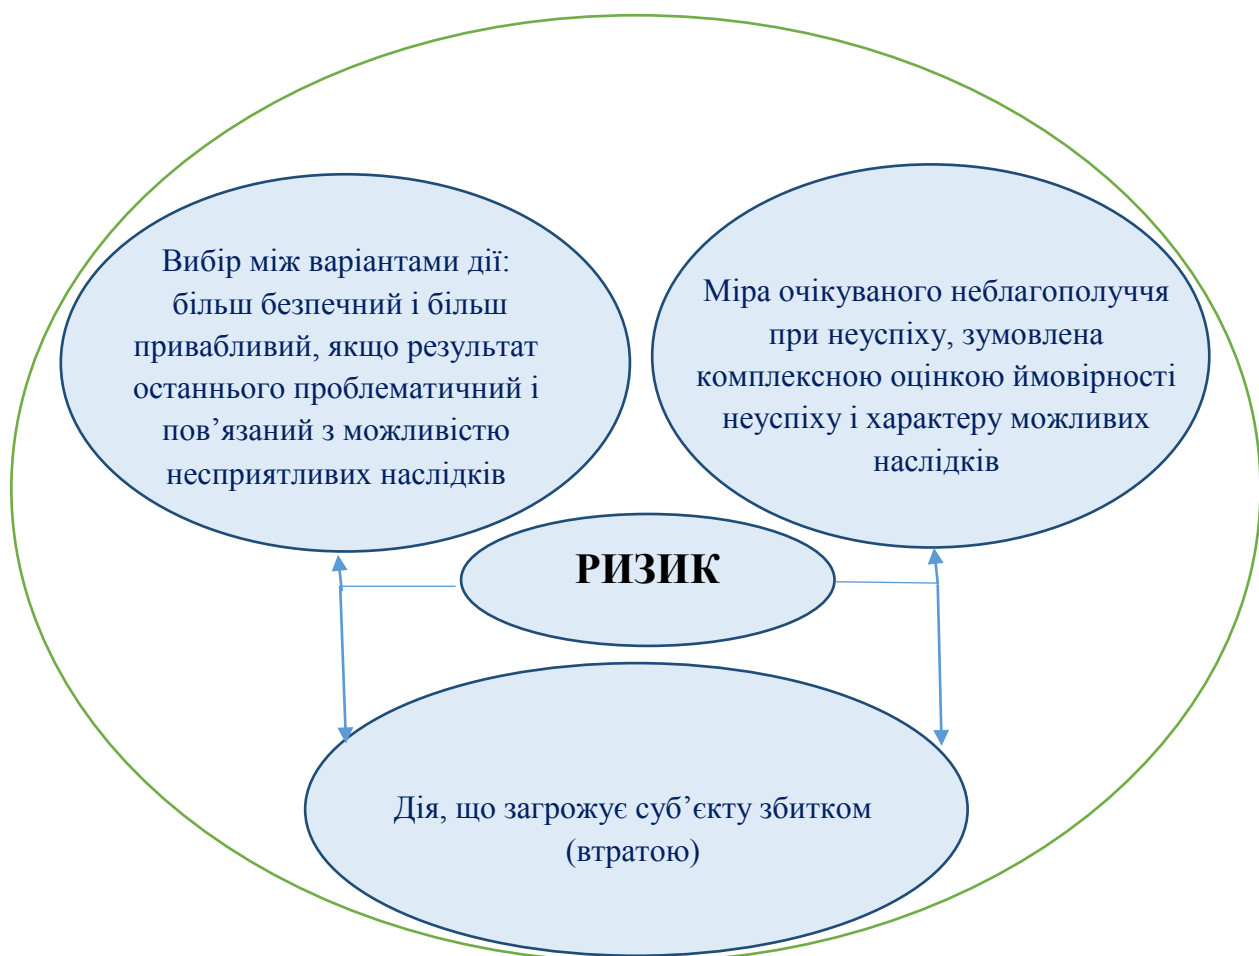 Вибір між варіантами дії:
більш безпечний і більш
привабливий, якщо результат
останнього проблематичний і
пов’язаний з можливістю
несприятливих наслідків
Міра очікуваного неблагополуччя
при неуспіху, зумовлена
комплексною оцінкою ймовірності
неуспіху і характеру можливих
наслідків
РИЗИК
Дія, що загрожує суб’єкту збитком
(втратою)